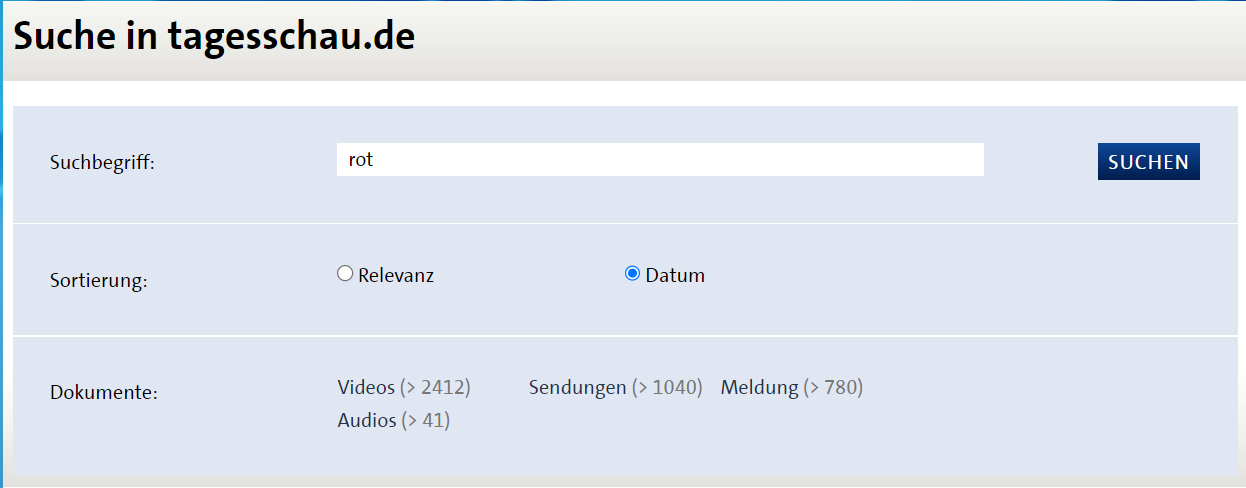 Suche in tagesschau.de
Suchbegriff: rot SUCHEN
Sortierung: Relevanz Datum
Dokumente: Videos (> 2412) Sendungen (> 1040) Meldung (> 780)
Audios (> 41)